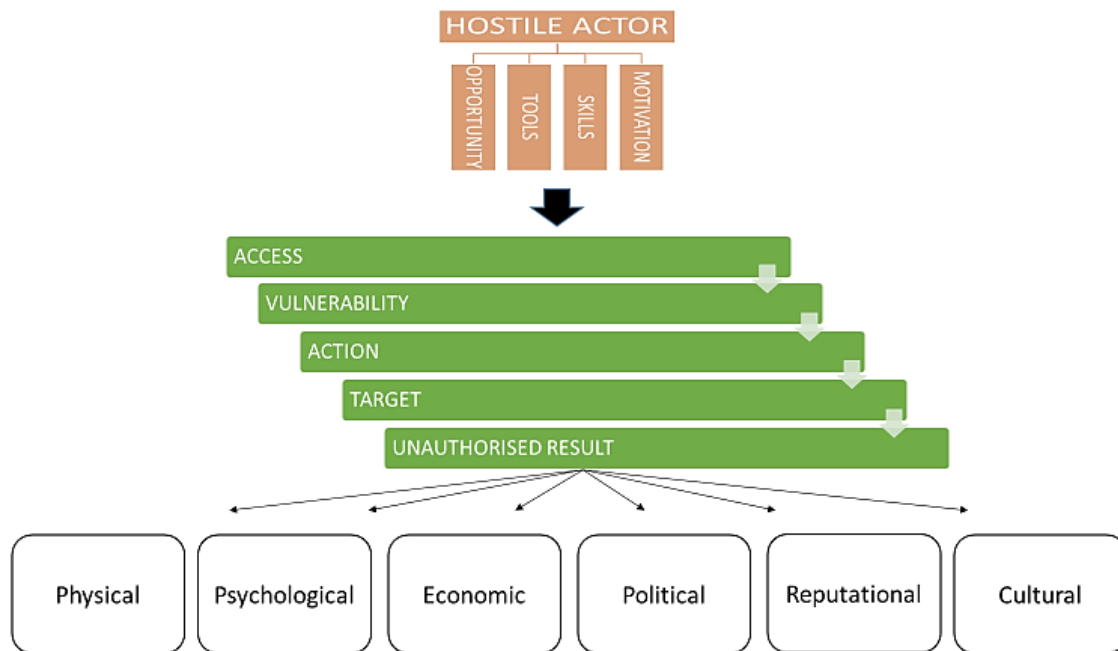 HOSTILE ACTOR
OPPORTUNITY
TOOLS
SKILLS
MOTIVATION
ACCESS
VULNERABILITY
ACTION
TARGET
UNAUTHORISED RESULT
Physical
Psychological
Economic
Political
Reputational
Cultural